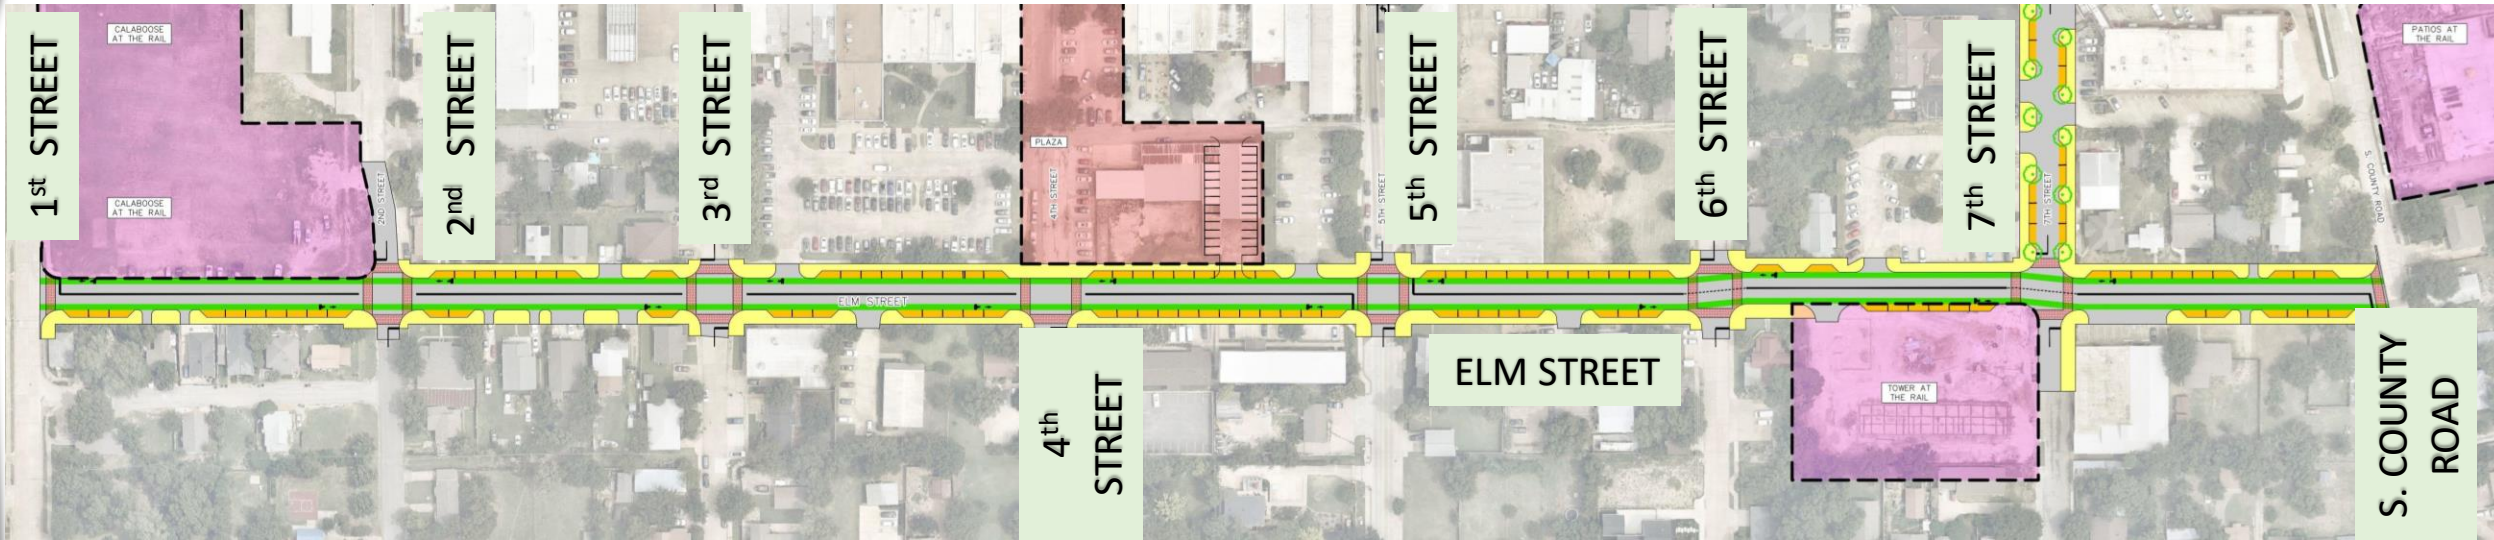 1st STREET
CALABOOSE
AT THE RAIL
CALABOOSE
AT THE RAIL
2ND STREET
2nd STREET
3rd STREET
PLAZA
4TH STREET
5TH STREET
5th STREET
6th STREET
7th STREET
7TH STREET
S. COUNTY ROAD
PATIOS AT
THE RAIL
ELM STREET
4th
STREET
ELM STREET
TOWER AT
THE RAIL
S. COUNTY
ROAD